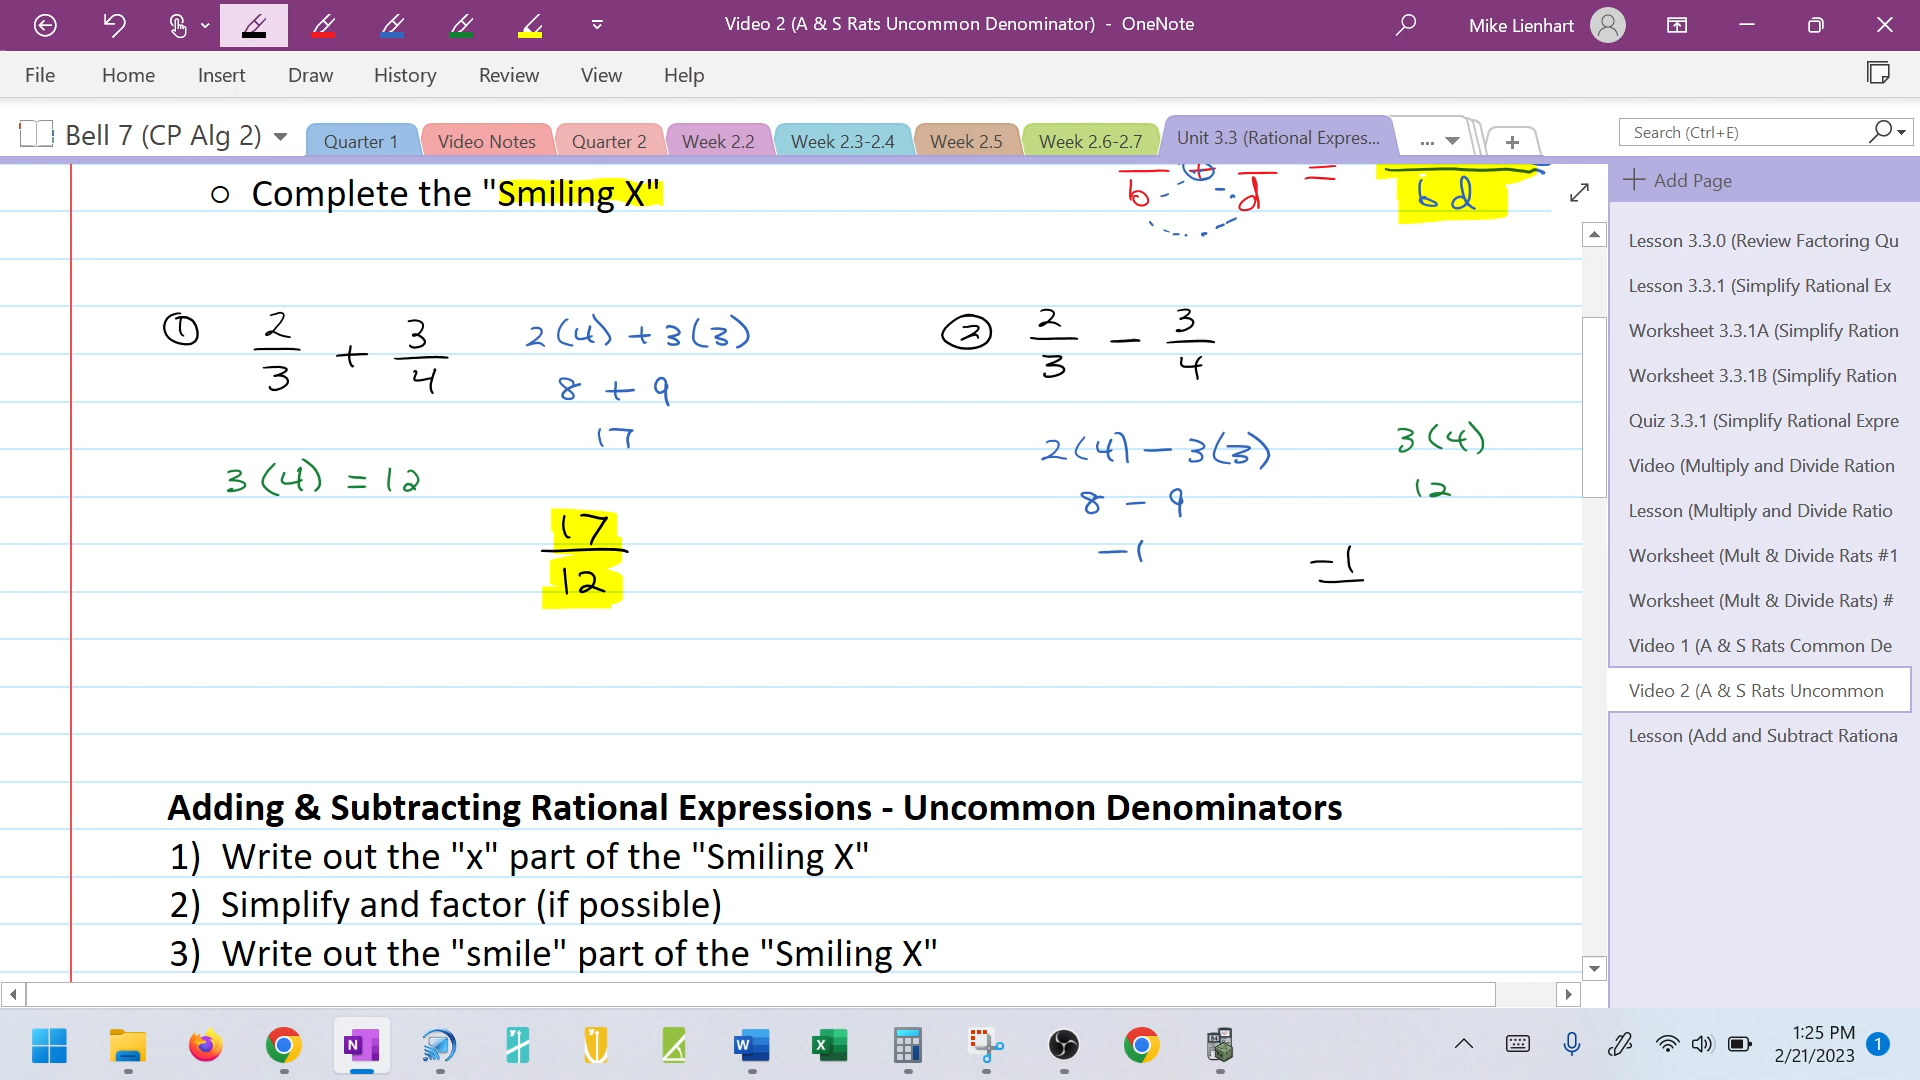 Video 2 (A & S Rats Uncommon Denominator) - OneNote
Mike Lienhart
File Home Insert Draw History Review View Help
Bell 7 (CP Alg 2)
Quarter 1 Video Notes Quarter 2 Week 2.2 Week 2.3-2.4 Week 2.5 Week 2.6-2.7 Unit 3.3 (Rational Expres... ...
Search (Ctrl+E)
Add Page
Lesson 3.3.0 (Review Factoring Qu
Lesson 3.3.1 (Simplify Rational Ex
Worksheet 3.3.1A (Simplify Ration
Worksheet 3.3.1B (Simplify Ration
Quiz 3.3.1 (Simplify Rational Expre
Video (Multiply and Divide Ration
Lesson (Multiply and Divide Ratio
Worksheet (Mult & Divide Rats #1
Worksheet (Mult & Divide Rats) #
Video 1 (A & S Rats Common De
Video 2 (A & S Rats Uncommon
Lesson (Add and Subtract Rationa
Complete the "Smiling X"
+ =
b d b d
① 2/3 + 3/4
2(4) + 3(3)
8 + 9
17
3(4) = 12
17/12
② 2/3 - 3/4
2(4) - 3(3)
8 - 9
-1
3(4)
12
-1
Adding & Subtracting Rational Expressions - Uncommon Denominators
1) Write out the "x" part of the "Smiling X"
2) Simplify and factor (if possible)
3) Write out the "smile" part of the "Smiling X"
1:25 PM
2/21/2023
1